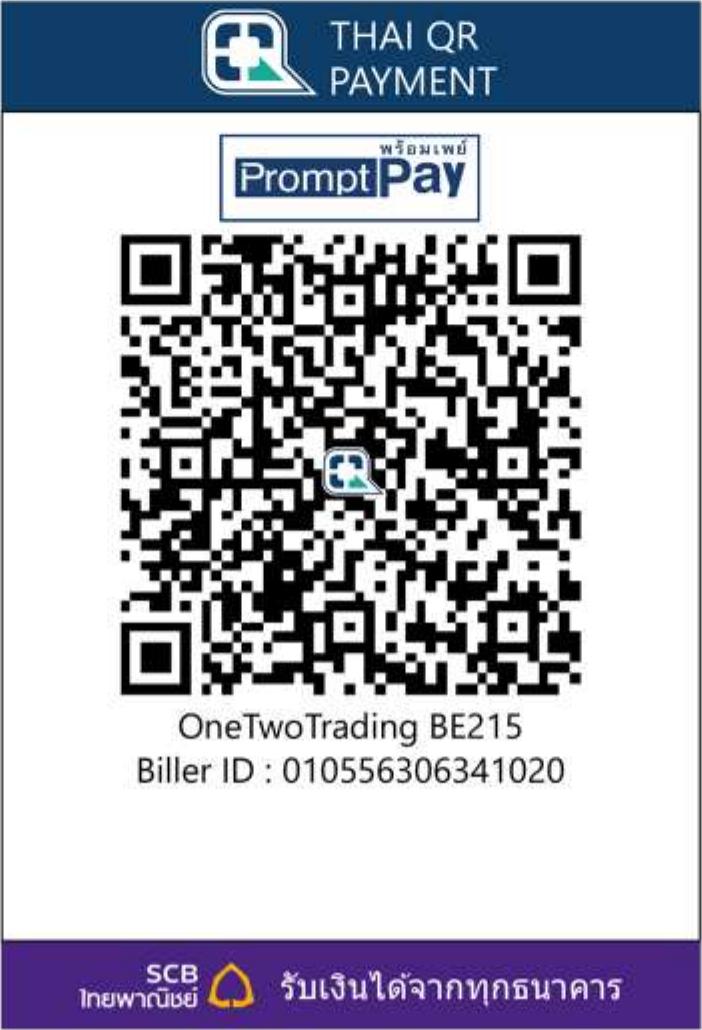 THAI QR
PAYMENT
พร้อมเพย์
PromptPay
OneTwoTrading BE215
Biller ID : 010556306341020
SCB
ไทยพาณิชย์
รับเงินได้จากทุกธนาคาร